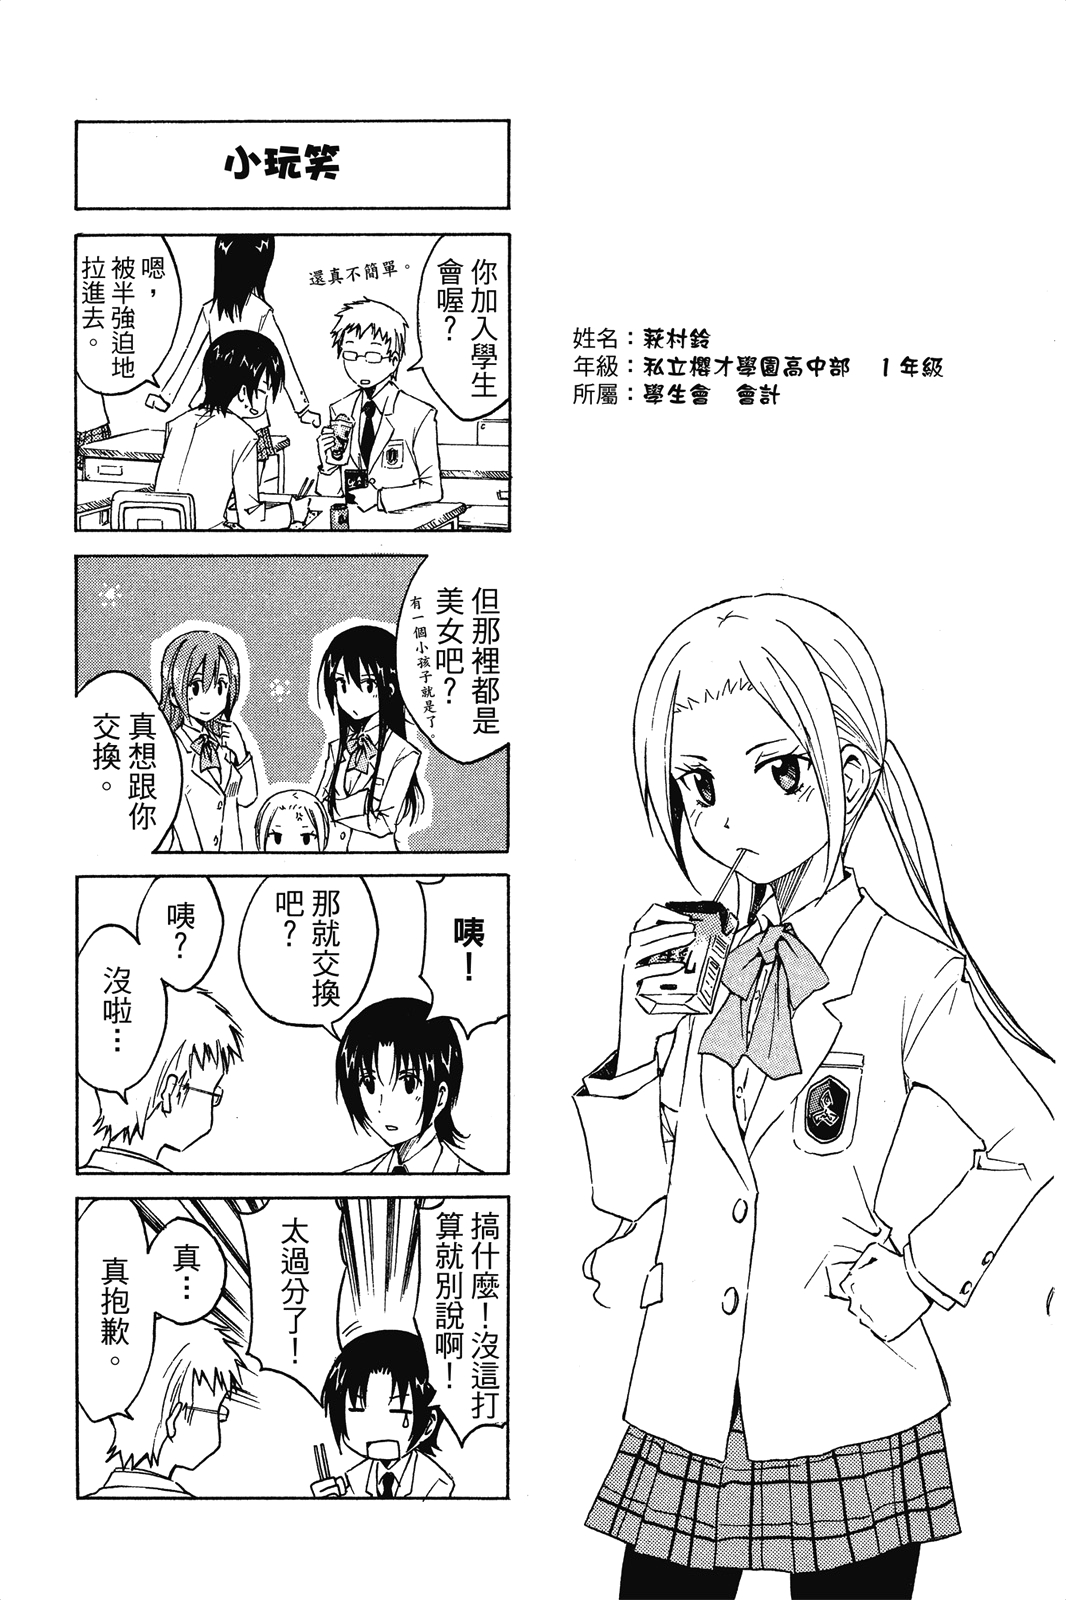 小玩笑
你加入學生
會喔?
還真不簡單。
嗯,
被半強迫地
拉進去。
但那裡都是
美女吧?
有一個小孩子就是了。
真想跟你
交換。
咦!
那就交換
吧?
咦?
沒啦…
搞什麼!沒這打
算就別說啊!
太過分了!
真…
真抱歉。
姓名:萩村鈴
年級:私立櫻才學園高中部 1年級
所屬:學生會 會計